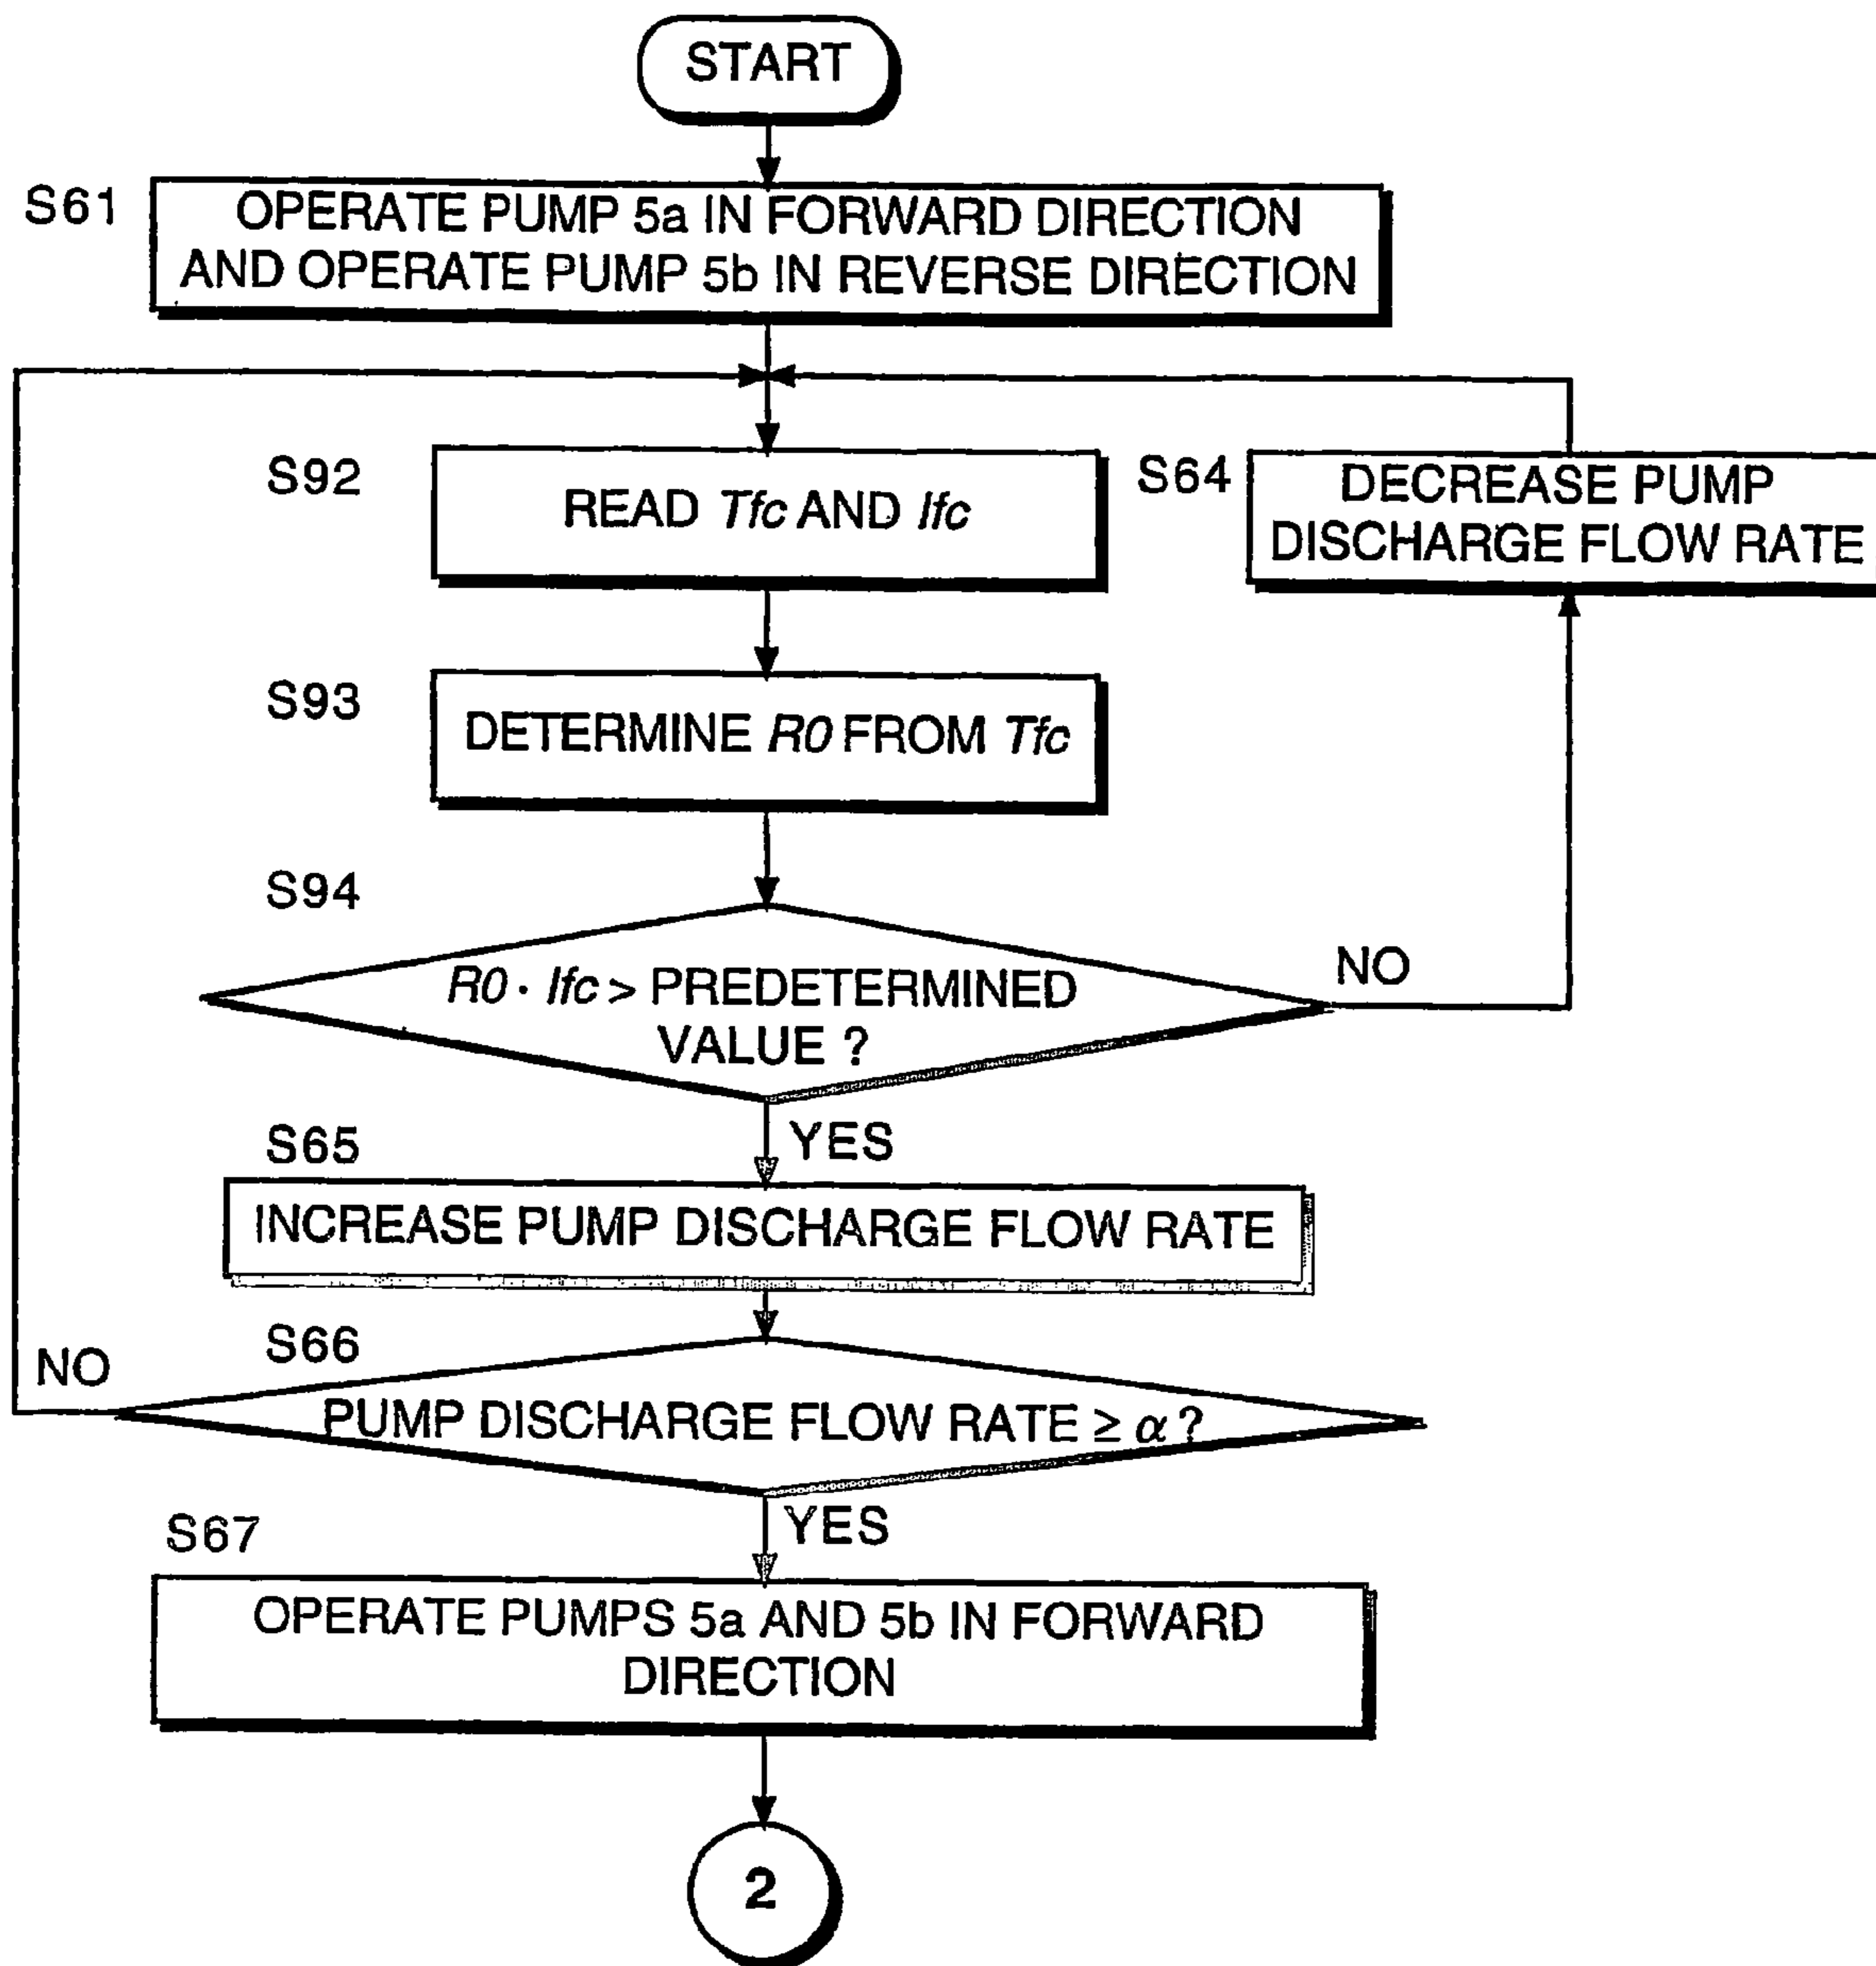 START
S61
OPERATE PUMP 5a IN FORWARD DIRECTION
AND OPERATE PUMP 5b IN REVERSE DIRECTION
S92
READ Tfc AND Ifc
S64
DECREASE PUMP
DISCHARGE FLOW RATE
S93
DETERMINE R0 FROM Tfc
S94
R0 · Ifc > PREDETERMINED
VALUE ?
NO
YES
S65
INCREASE PUMP DISCHARGE FLOW RATE
S66
NO
PUMP DISCHARGE FLOW RATE ≥ α ?
YES
S67
OPERATE PUMPS 5a AND 5b IN FORWARD
DIRECTION
2